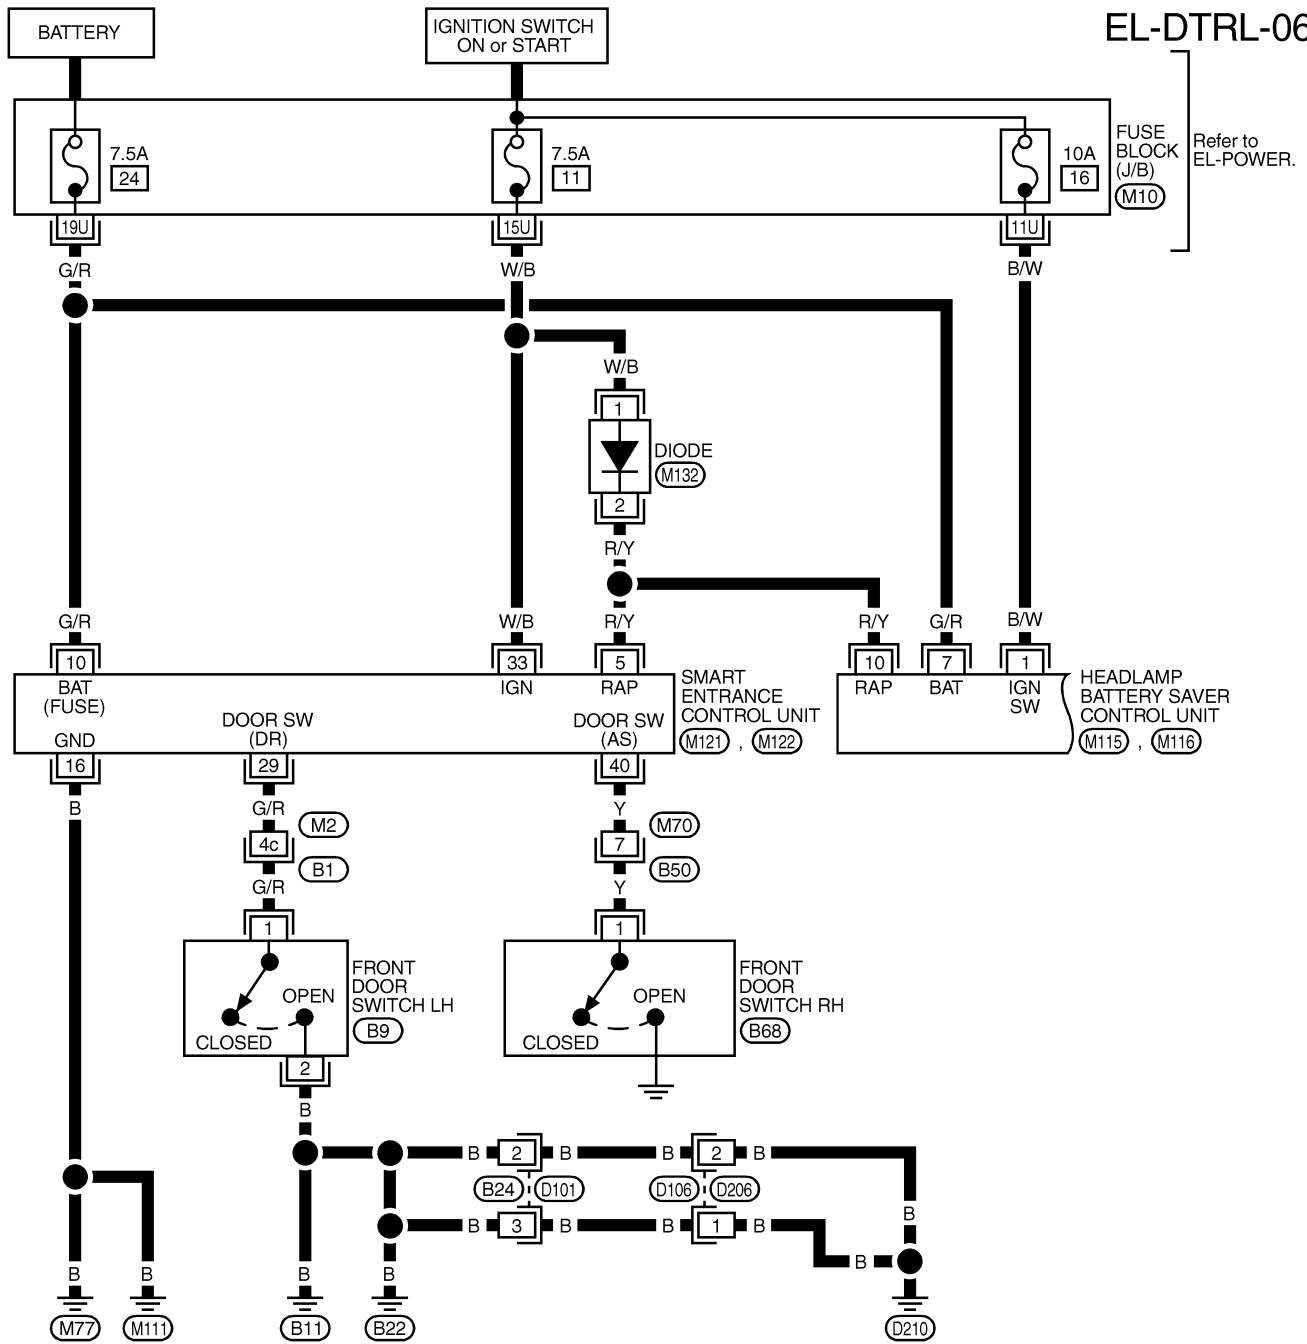 EL-DTRL-06
BATTERY
IGNITION SWITCH
ON or START
7.5A
24
7.5A
11
10A
16
FUSE
BLOCK
(J/B)
M10
Refer to
EL-POWER.
19U
15U
11U
G/R
W/B
B/W
W/B
1
DIODE
M132
2
R/Y
G/R
W/B
R/Y
R/Y
G/R
B/W
10
33
5
10
7
1
BAT
(FUSE)
IGN
RAP
RAP
BAT
IGN
SW
SMART
ENTRANCE
CONTROL UNIT
M121 , M122
HEADLAMP
BATTERY SAVER
CONTROL UNIT
M115 , M116
GND
DOOR SW
(DR)
DOOR SW
(AS)
16
29
40
B
G/R
Y
M2
4c
B1
M70
7
B50
G/R
Y
1
1
OPEN
CLOSED
FRONT
DOOR
SWITCH LH
B9
OPEN
CLOSED
FRONT
DOOR
SWITCH RH
B68
2
B
B
2
B
B
2
B
B24
D101
D106
D206
B
3
B
B
1
B
B
B
B
B
B
B
M77
M111
B11
B22
D210